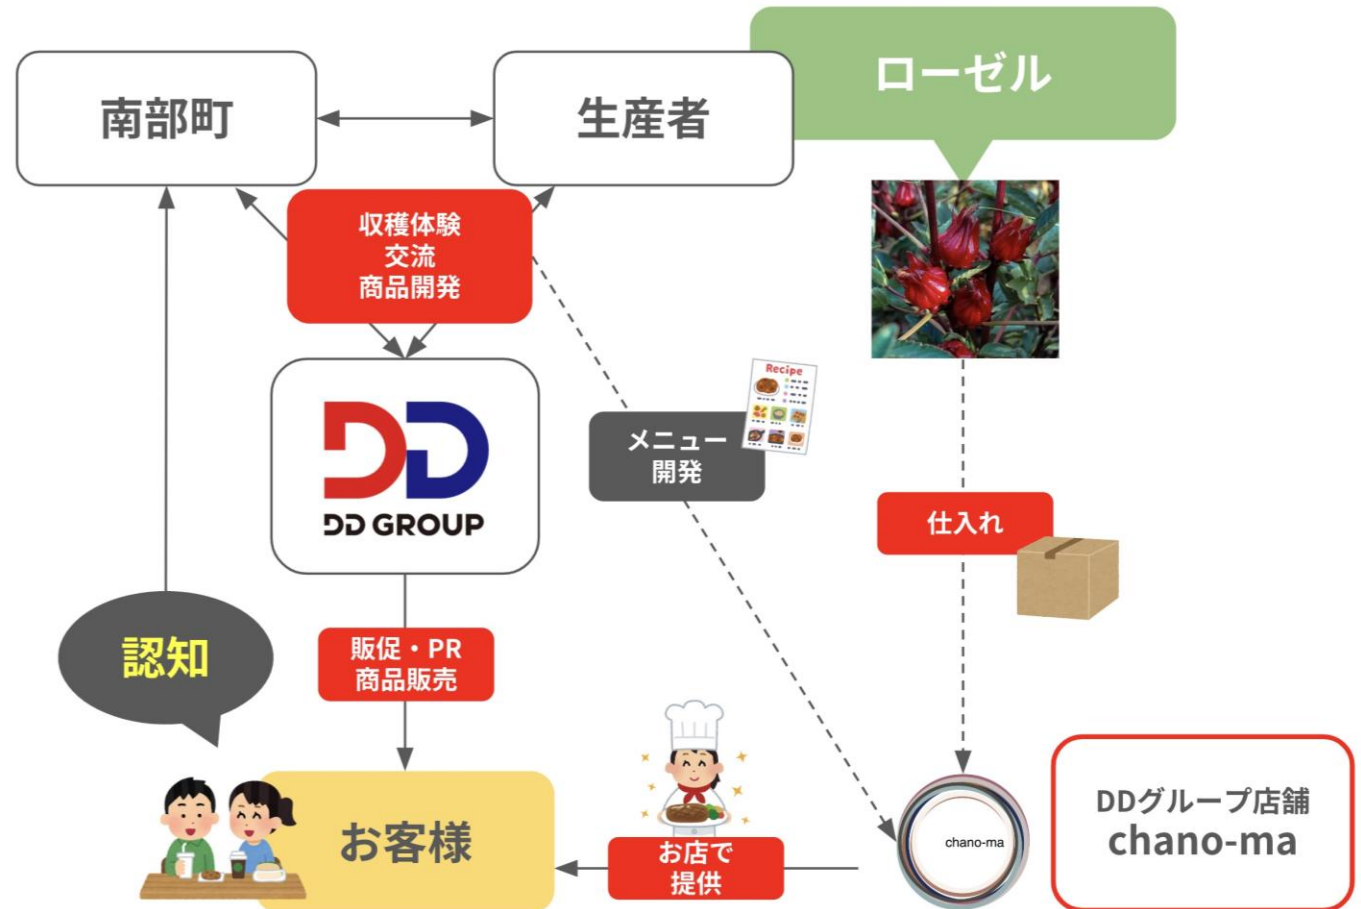 南部町
生産者
ローゼル
収穫体験
交流
商品開発
Recipe
メニュー
開発
DD
DD GROUP
仕入れ
認知
販促・PR
商品販売
お客様
お店で
提供
chano-ma
DDグループ店舗
chano-ma